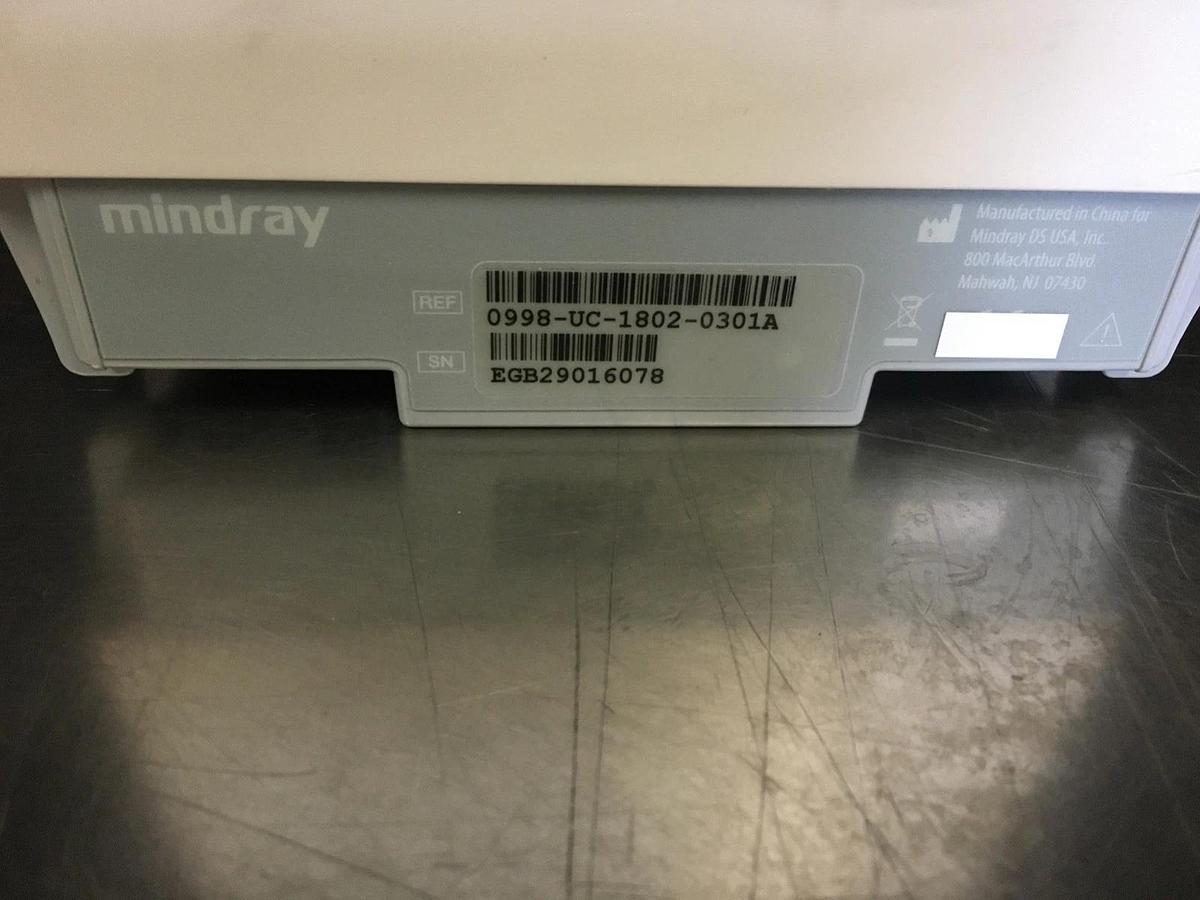 mindray
Manufactured in China for
Mindray DS USA, Inc.
800 MacArthur Blvd.
Mahwah, NJ 07430
REF
0998-UC-1802-0301A
SN
EGB29016078